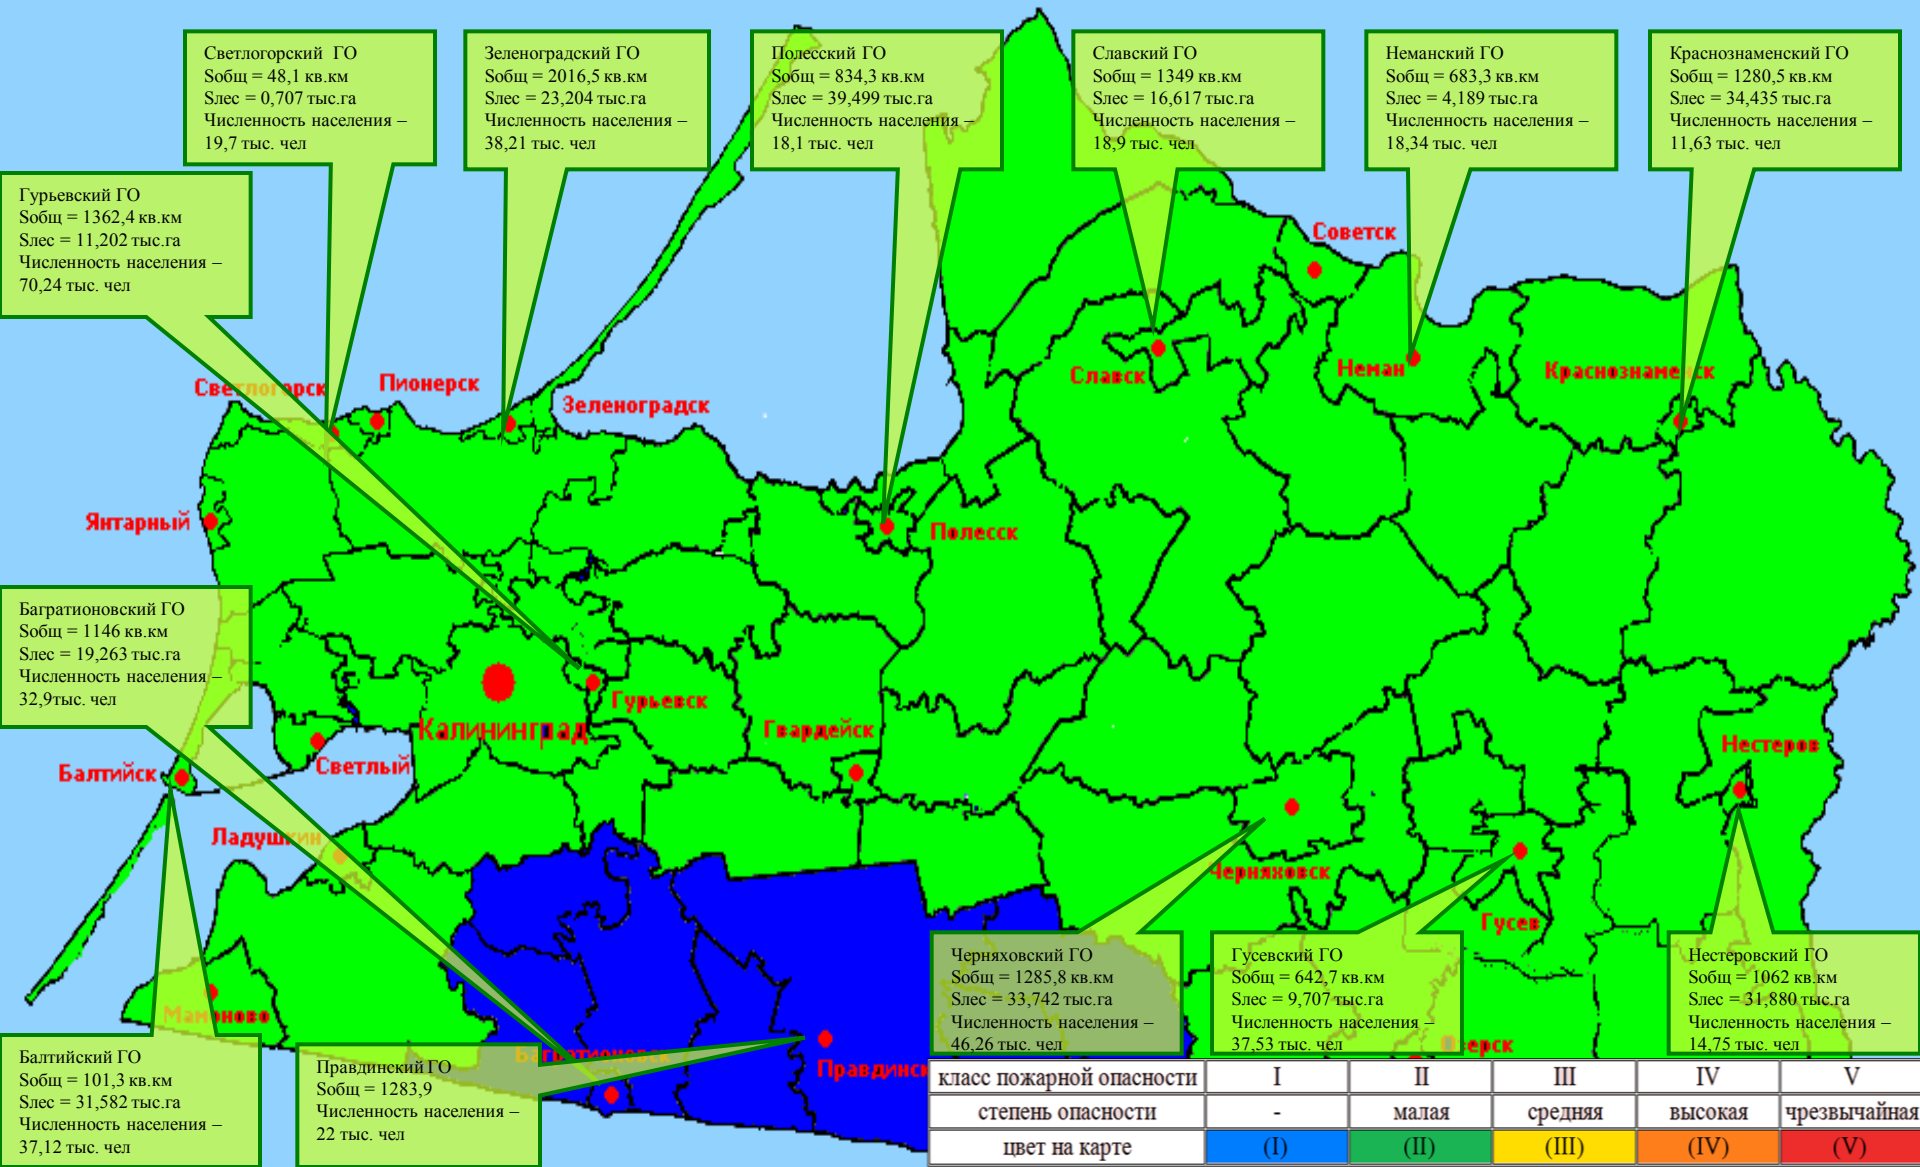 Светлогорский ГО
Sобщ = 48,1 кв.км
Sлес = 0,707 тыс.га
Численность населения –
19,7 тыс. чел
Зеленоградский ГО
Sобщ = 2016,5 кв.км
Sлес = 23,204 тыс.га
Численность населения –
38,21 тыс. чел
Полесский ГО
Sобщ = 834,3 кв.км
Sлес = 39,499 тыс.га
Численность населения –
18,1 тыс. чел
Славский ГО
Sобщ = 1349 кв.км
Sлес = 16,617 тыс.га
Численность населения –
18,9 тыс. чел
Неманский ГО
Sобщ = 683,3 кв.км
Sлес = 4,189 тыс.га
Численность населения –
18,34 тыс. чел
Краснознаменский ГО
Sобщ = 1280,5 кв.км
Sлес = 34,435 тыс.га
Численность населения –
11,63 тыс. чел
Гурьевский ГО
Sобщ = 1362,4 кв.км
Sлес = 11,202 тыс.га
Численность населения –
70,24 тыс. чел
Советск
Светлогорск
Пионерск
Зеленоградск
Славск
Неман
Краснознаменск
Янтарный
Полесск
Багратионовский ГО
Sобщ = 1146 кв.км
Sлес = 19,263 тыс.га
Численность населения –
32,9тыс. чел
Калининград
Гурьевск
Гвардейск
Нестеров
Балтийск
Светлый
Ладушкин
Черняховск
Гусев
Мамоново
Багратионовск
Правдинск
Озерск
Балтийский ГО
Sобщ = 101,3 кв.км
Sлес = 31,582 тыс.га
Численность населения –
37,12 тыс. чел
Правдинский ГО
Sобщ = 1283,9
Численность населения –
22 тыс. чел
Черняховский ГО
Sобщ = 1285,8 кв.км
Sлес = 33,742 тыс.га
Численность населения –
46,26 тыс. чел
Гусевский ГО
Sобщ = 642,7 кв.км
Sлес = 9,707 тыс.га
Численность населения –
37,53 тыс. чел
Нестеровский ГО
Sобщ = 1062 кв.км
Sлес = 31,880 тыс.га
Численность населения –
14,75 тыс. чел
класс пожарной опасности I II III IV V
степень опасности - малая средняя высокая чрезвычайная
цвет на карте (I) (II) (III) (IV) (V)